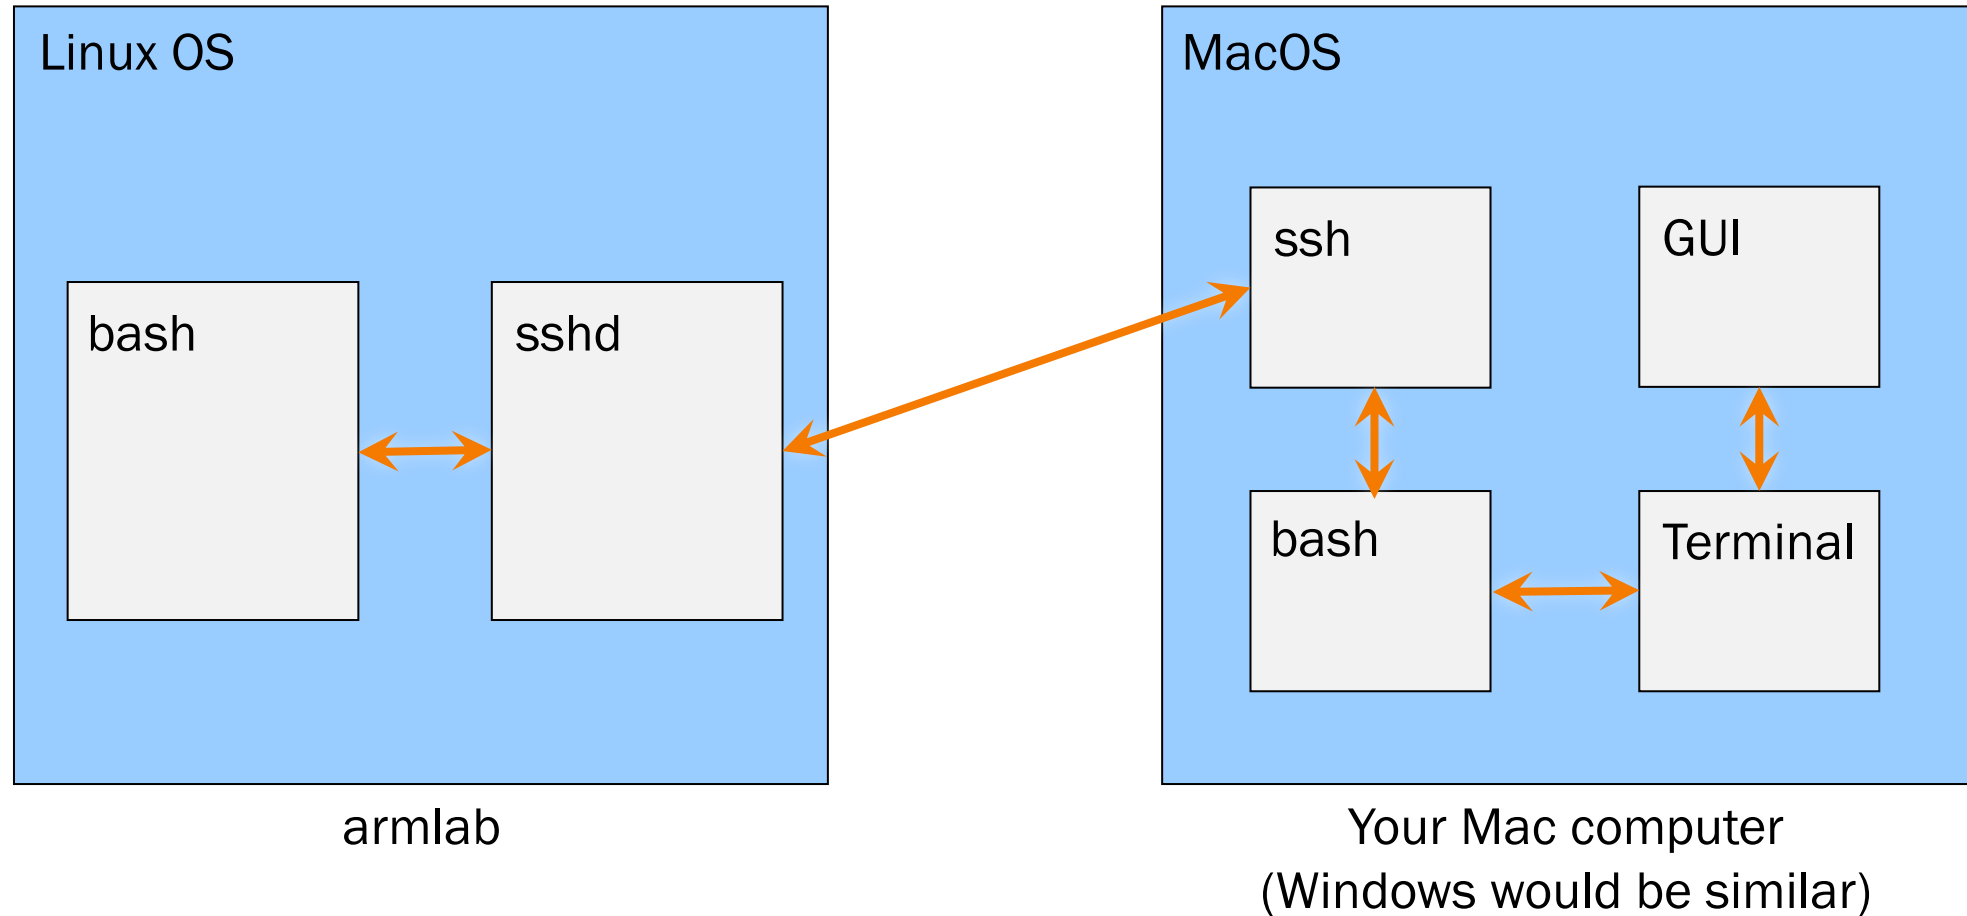 Linux OS
bash
sshd
armlab
MacOS
ssh
GUI
bash
Terminal
Your Mac computer
(Windows would be similar)